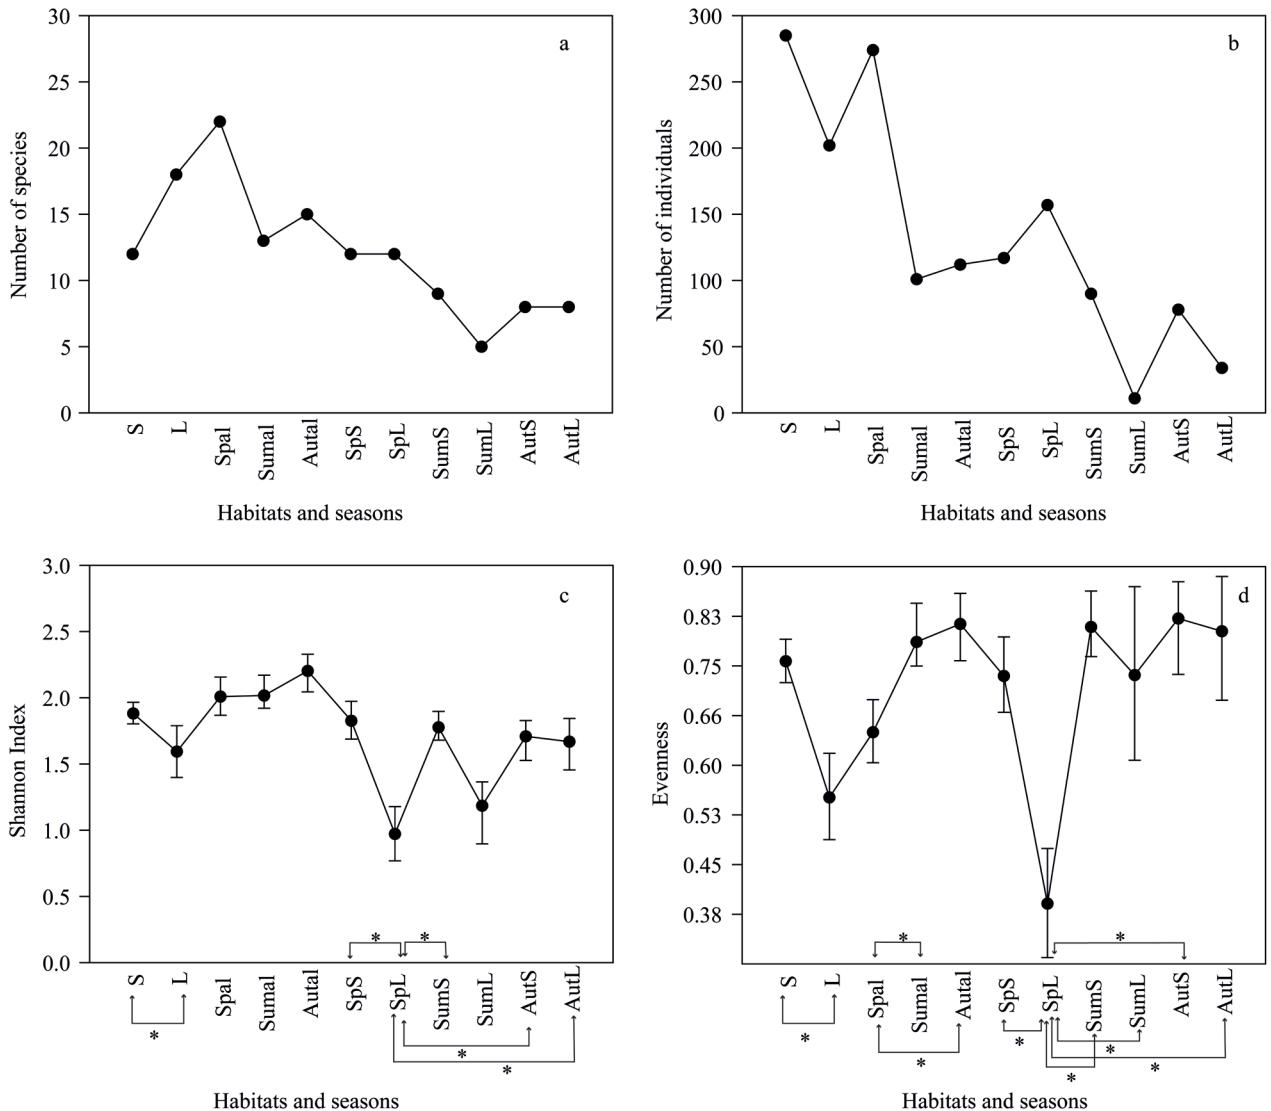 a
Number of species
30
25
20
15
10
5
0
S L Spal Sumal Autal SpS SpL SumS SumL AutS AutL
Habitats and seasons
b
Number of individuals
300
250
200
150
100
50
0
S L Spal Sumal Autal SpS SpL SumS SumL AutS AutL
Habitats and seasons
c
Shannon Index
3.0
2.5
2.0
1.5
1.0
0.5
0.0
* *
S L Spal Sumal Autal SpS SpL SumS SumL AutS AutL
*
*
*
Habitats and seasons
d
Evenness
0.90
0.83
0.75
0.66
0.60
0.53
0.45
0.38
* *
S L Spal Sumal Autal SpS SpL SumS SumL AutS AutL
* * * * * *
Habitats and seasons